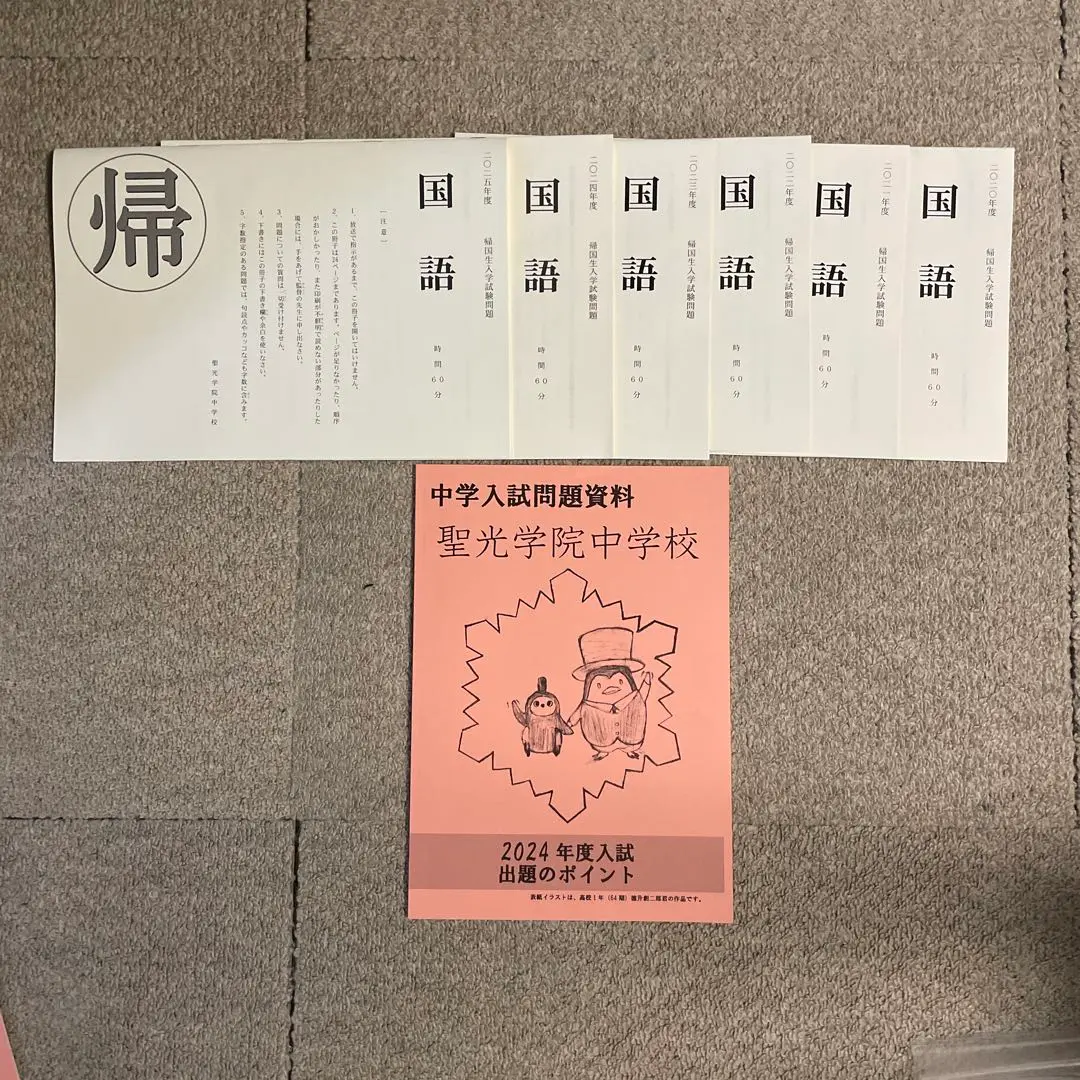 二〇二五年度　帰国生入学試験問題
国語
時間60分
―注意―
1、放送で指示があるまで、この冊子を開いてはいけません。
2、この冊子は24ページまであります。ページが足りなかったり、順序
がおかしかったり、また印刷が不鮮明で読めない部分があったりした
場合には、手をあげて監督の先生に申し出なさい。
3、問題についての質問は一切受け付けません。
4、下書きにはこの冊子の下書き欄や余白を使いなさい。
5、字数指定のある問題では、句読点やカッコなども字数に含みます。
聖光学院中学校
帰
二〇二四年度　帰国生入学試験問題
国語
時間60分
二〇二三年度　帰国生入学試験問題
国語
時間60分
二〇二二年度　帰国生入学試験問題
国語
時間60分
二〇二一年度　帰国生入学試験問題
国語
時間60分
二〇二〇年度　帰国生入学試験問題
国語
時間60分
中学入試問題資料
聖光学院中学校
2024年度入試
出題のポイント
表紙イラストは、高校1年（64期）創二郎君の作品です。